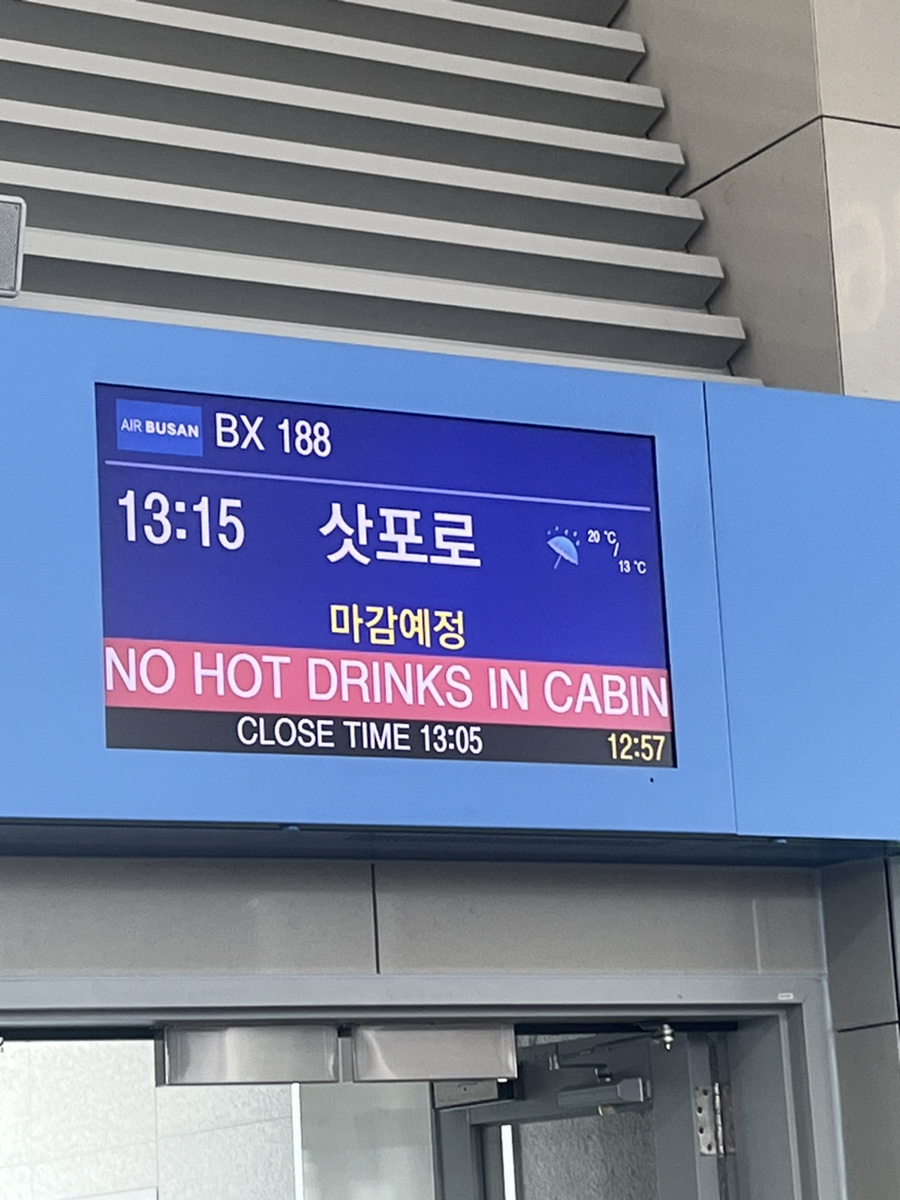 AIR BUSAN BX 188
13:15 삿포로 20 ℃/
13 ℃
마감예정
NO HOT DRINKS IN CABIN
CLOSE TIME 13:05 12:57